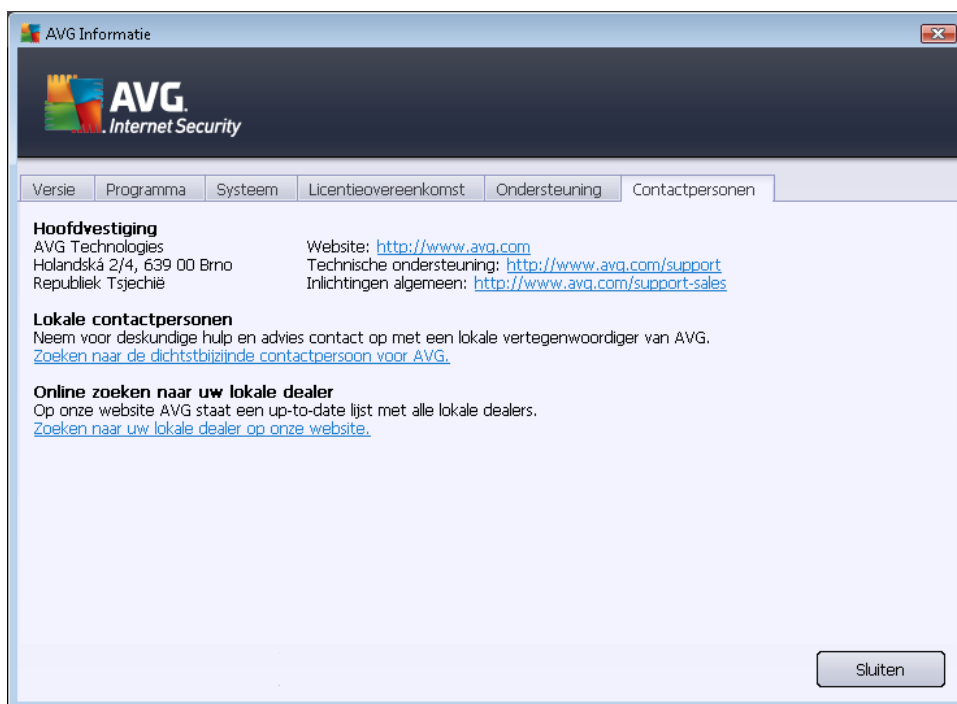 AVG Informatie
AVG.
Internet Security
Versie Programma Systeem Licentieovereenkomst Ondersteuning Contactpersonen
Hoofdvestiging
AVG Technologies Website: http://www.avg.com
Holandská 2/4, 639 00 Brno Technische ondersteuning: http://www.avg.com/support
Republiek Tsjechië Inlichtingen algemeen: http://www.avg.com/support-sales
Lokale contactpersonen
Neem voor deskundige hulp en advies contact op met een lokale vertegenwoordiger van AVG.
Zoeken naar de dichtstbijzijnde contactpersoon voor AVG.
Online zoeken naar uw lokale dealer
Op onze website AVG staat een up-to-date lijst met alle lokale dealers.
Zoeken naar uw lokale dealer op onze website.
Sluiten